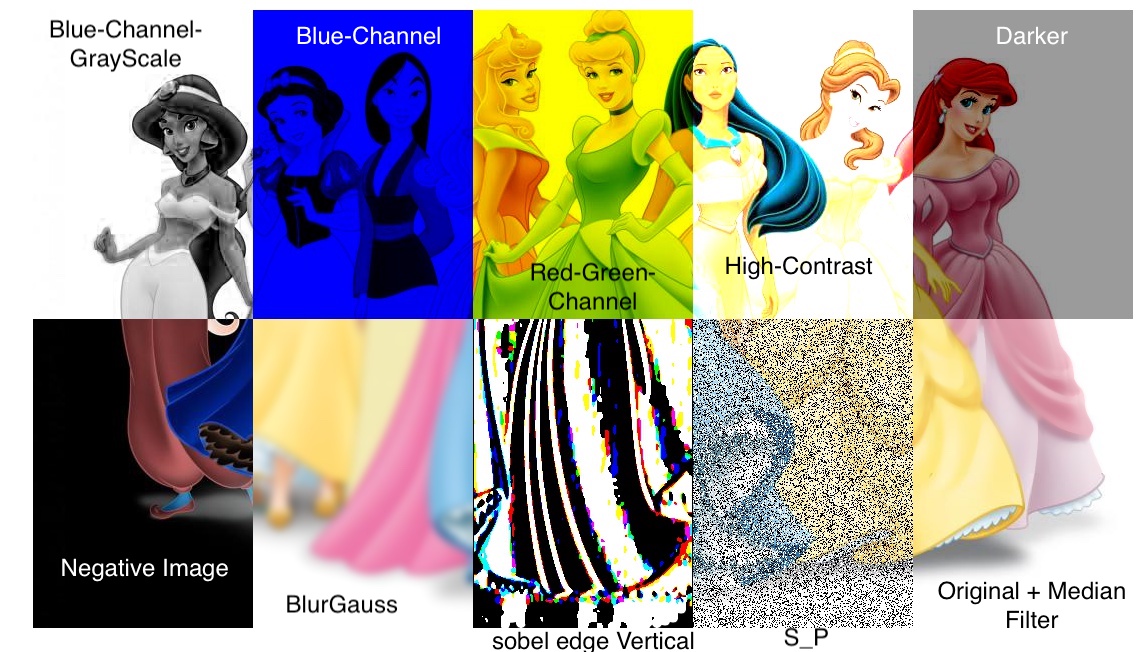 Blue-Channel-
GrayScale
Blue-Channel
Red-Green-
Channel
High-Contrast
Darker
Negative Image
BlurGauss
sobel edge Vertical
S_P
Original + Median
Filter